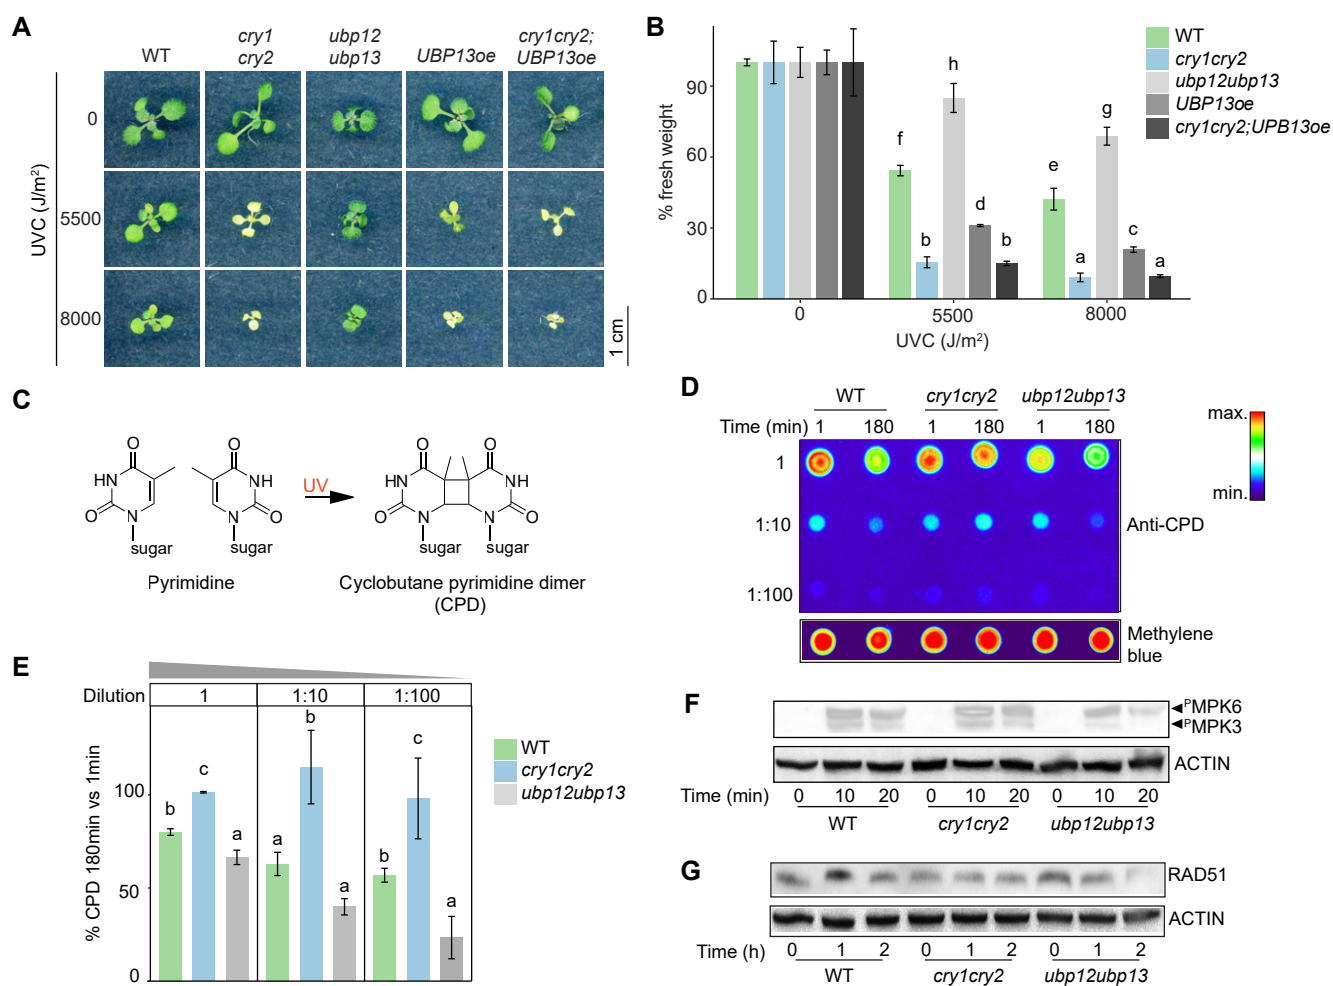 A
WT
cry1
cry2
ubp12
ubp13
UBP13oe
cry1cry2;
UBP13oe
UVC (J/m²)
0
5500
8000
1 cm
B
% fresh weight
90
60
30
0
f
b
h
d
b
e
a
g
c
a
0
5500
8000
UVC (J/m²)
WT
cry1cry2
ubp12ubp13
UBP13oe
cry1cry2;UPB13oe
C
O
HN
O
N
sugar
O
NH
N
O
sugar
Pyrimidine
UV
O
O
HN
NH
O
N
N
O
sugar
sugar
Cyclobutane pyrimidine dimer
(CPD)
D
WT
cry1cry2
ubp12ubp13
Time (min)
1
180
1
180
1
180
1
1:10
1:100
Anti-CPD
Methylene
blue
max.
min.
E
Dilution
1
1:10
1:100
% CPD 180min vs 1min
100
50
0
b
c
a
a
b
a
b
c
a
WT
cry1cry2
ubp12ubp13
F
PMPK6
PMPK3
ACTIN
Time (min)
0
10
20
0
10
20
0
10
20
WT
cry1cry2
ubp12ubp13
G
RAD51
ACTIN
Time (h)
0
1
2
0
1
2
0
1
2
WT
cry1cry2
ubp12ubp13